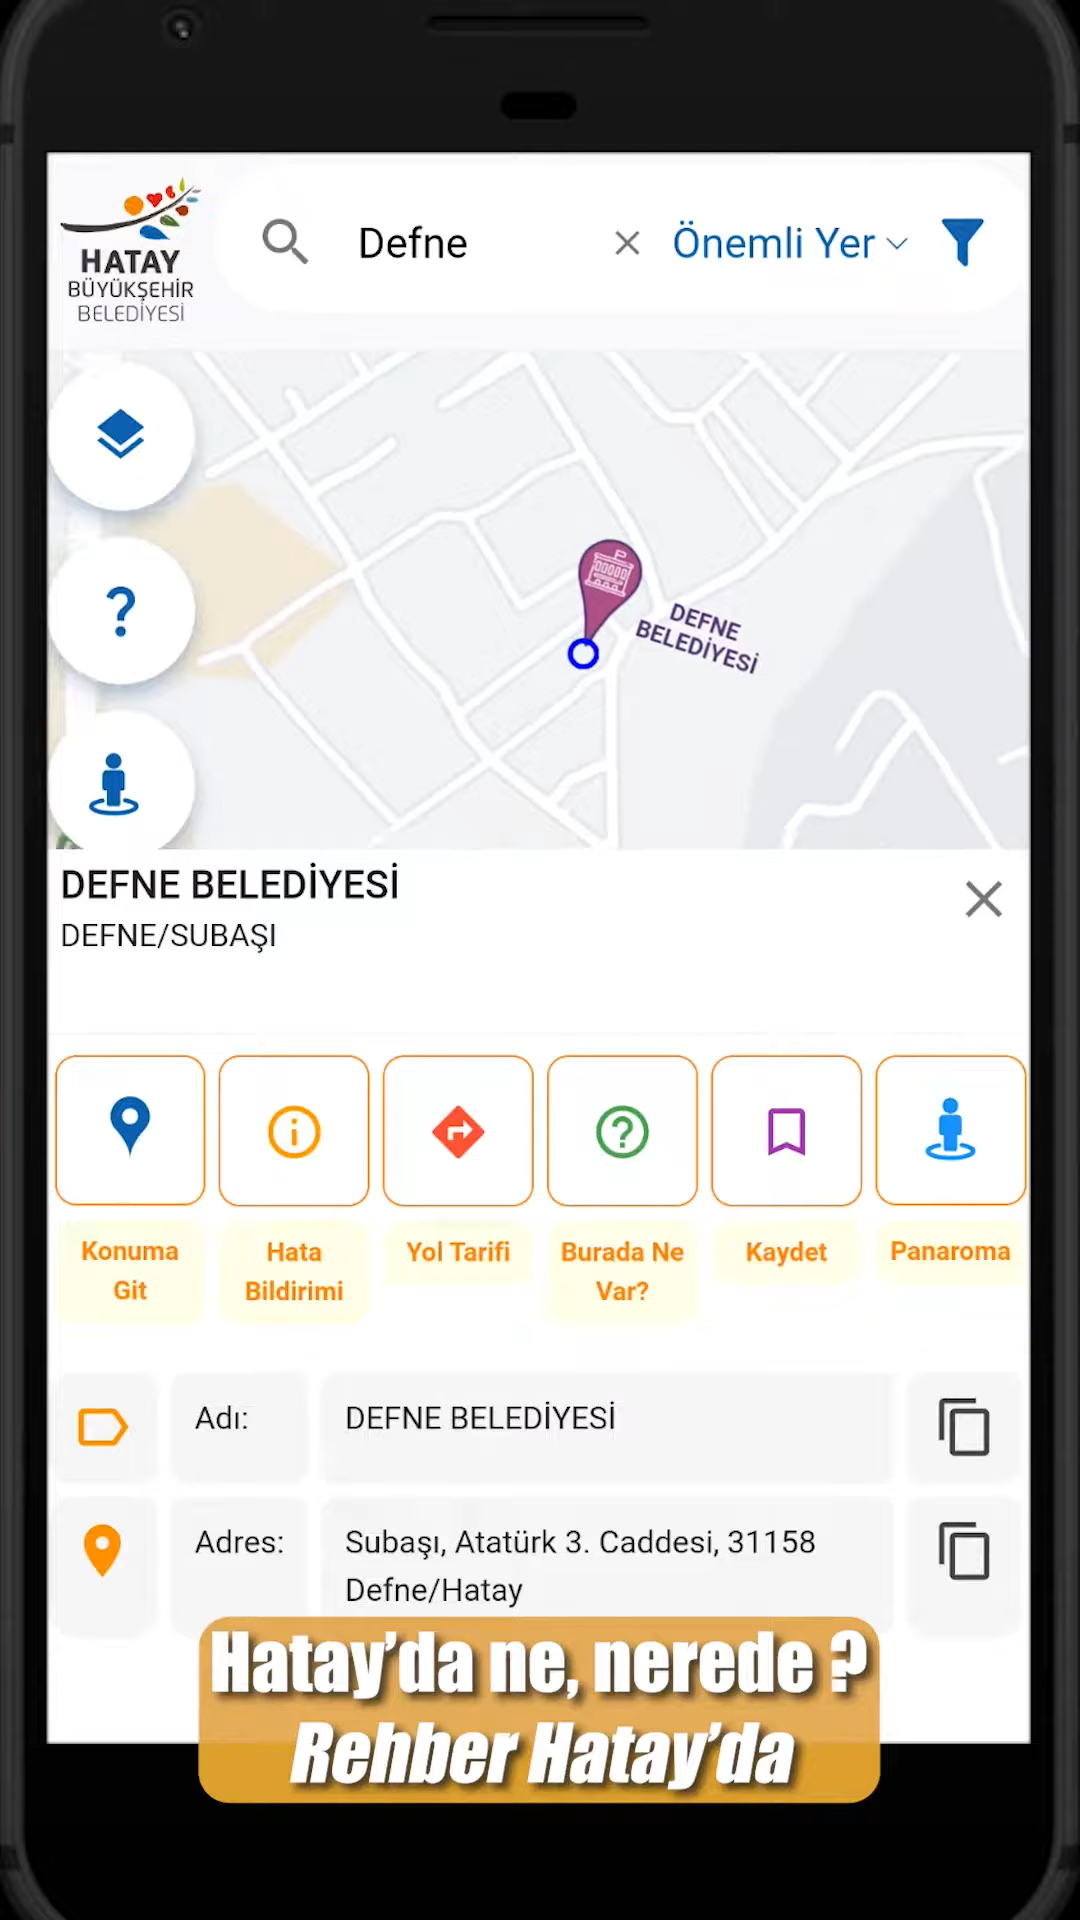 HATAY
BÜYÜKŞEHİR
BELEDİYESİ
Defne
Önemli Yer
DEFNE
BELEDİYESİ
DEFNE BELEDİYESİ
DEFNE/SUBAŞI
Konuma
Git
Hata
Bildirimi
Yol Tarifi
Burada Ne
Var?
Kaydet
Panaroma
Adı:
DEFNE BELEDİYESİ
Adres:
Subaşı, Atatürk 3. Caddesi, 31158
Defne/Hatay
Hatay'da ne, nerede ?
Rehber Hatay'da